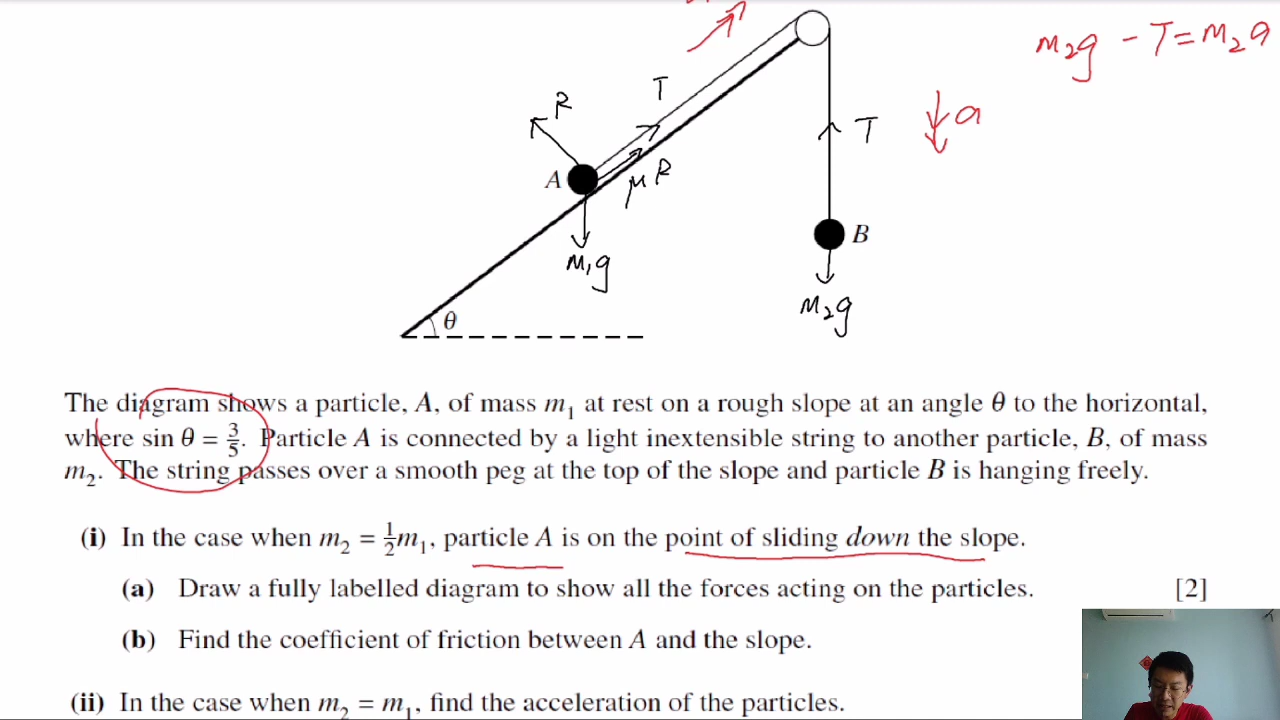 m₂g - T = m₂a
T
R
a
T
A
μR
B
m₁g
m₂g
θ
The diagram shows a particle, A, of mass m₁ at rest on a rough slope at an angle θ to the horizontal,
where sin θ = 3/5. Particle A is connected by a light inextensible string to another particle, B, of mass
m₂. The string passes over a smooth peg at the top of the slope and particle B is hanging freely.
(i) In the case when m₂ = ½m₁, particle A is on the point of sliding down the slope.
(a) Draw a fully labelled diagram to show all the forces acting on the particles. [2]
(b) Find the coefficient of friction between A and the slope.
(ii) In the case when m₂ = m₁, find the acceleration of the particles.